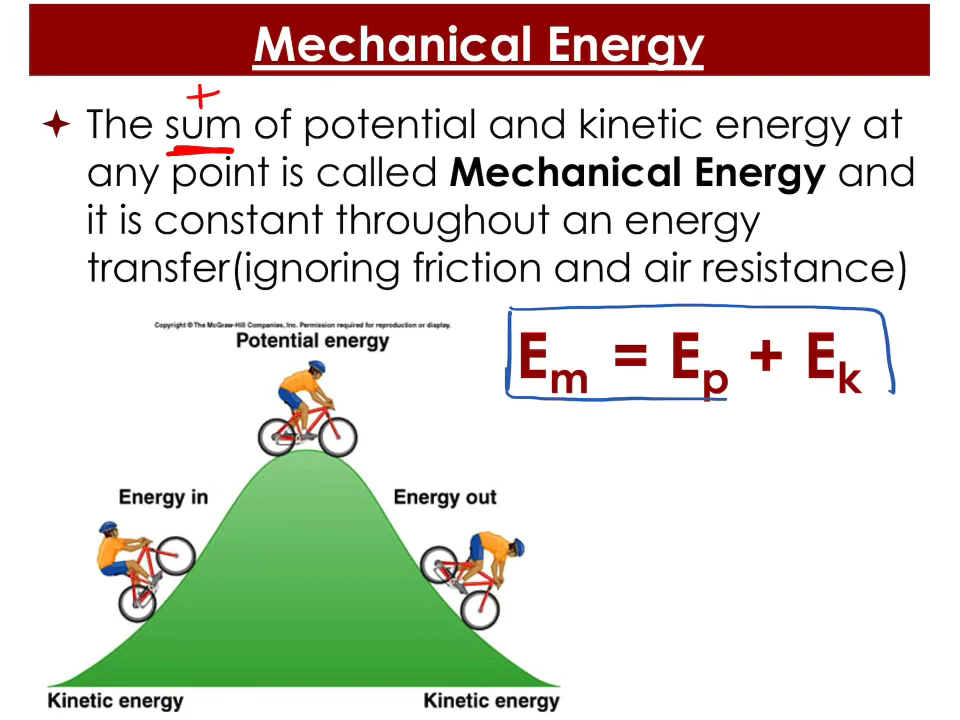 Mechanical Energy
+
The sum of potential and kinetic energy at
any point is called Mechanical Energy and
it is constant throughout an energy
transfer(ignoring friction and air resistance)
Copyright © The McGraw-Hill Companies, Inc. Permission required for reproduction or display.
Potential energy
Em = Ep + Ek
Energy in
Energy out
Kinetic energy
Kinetic energy